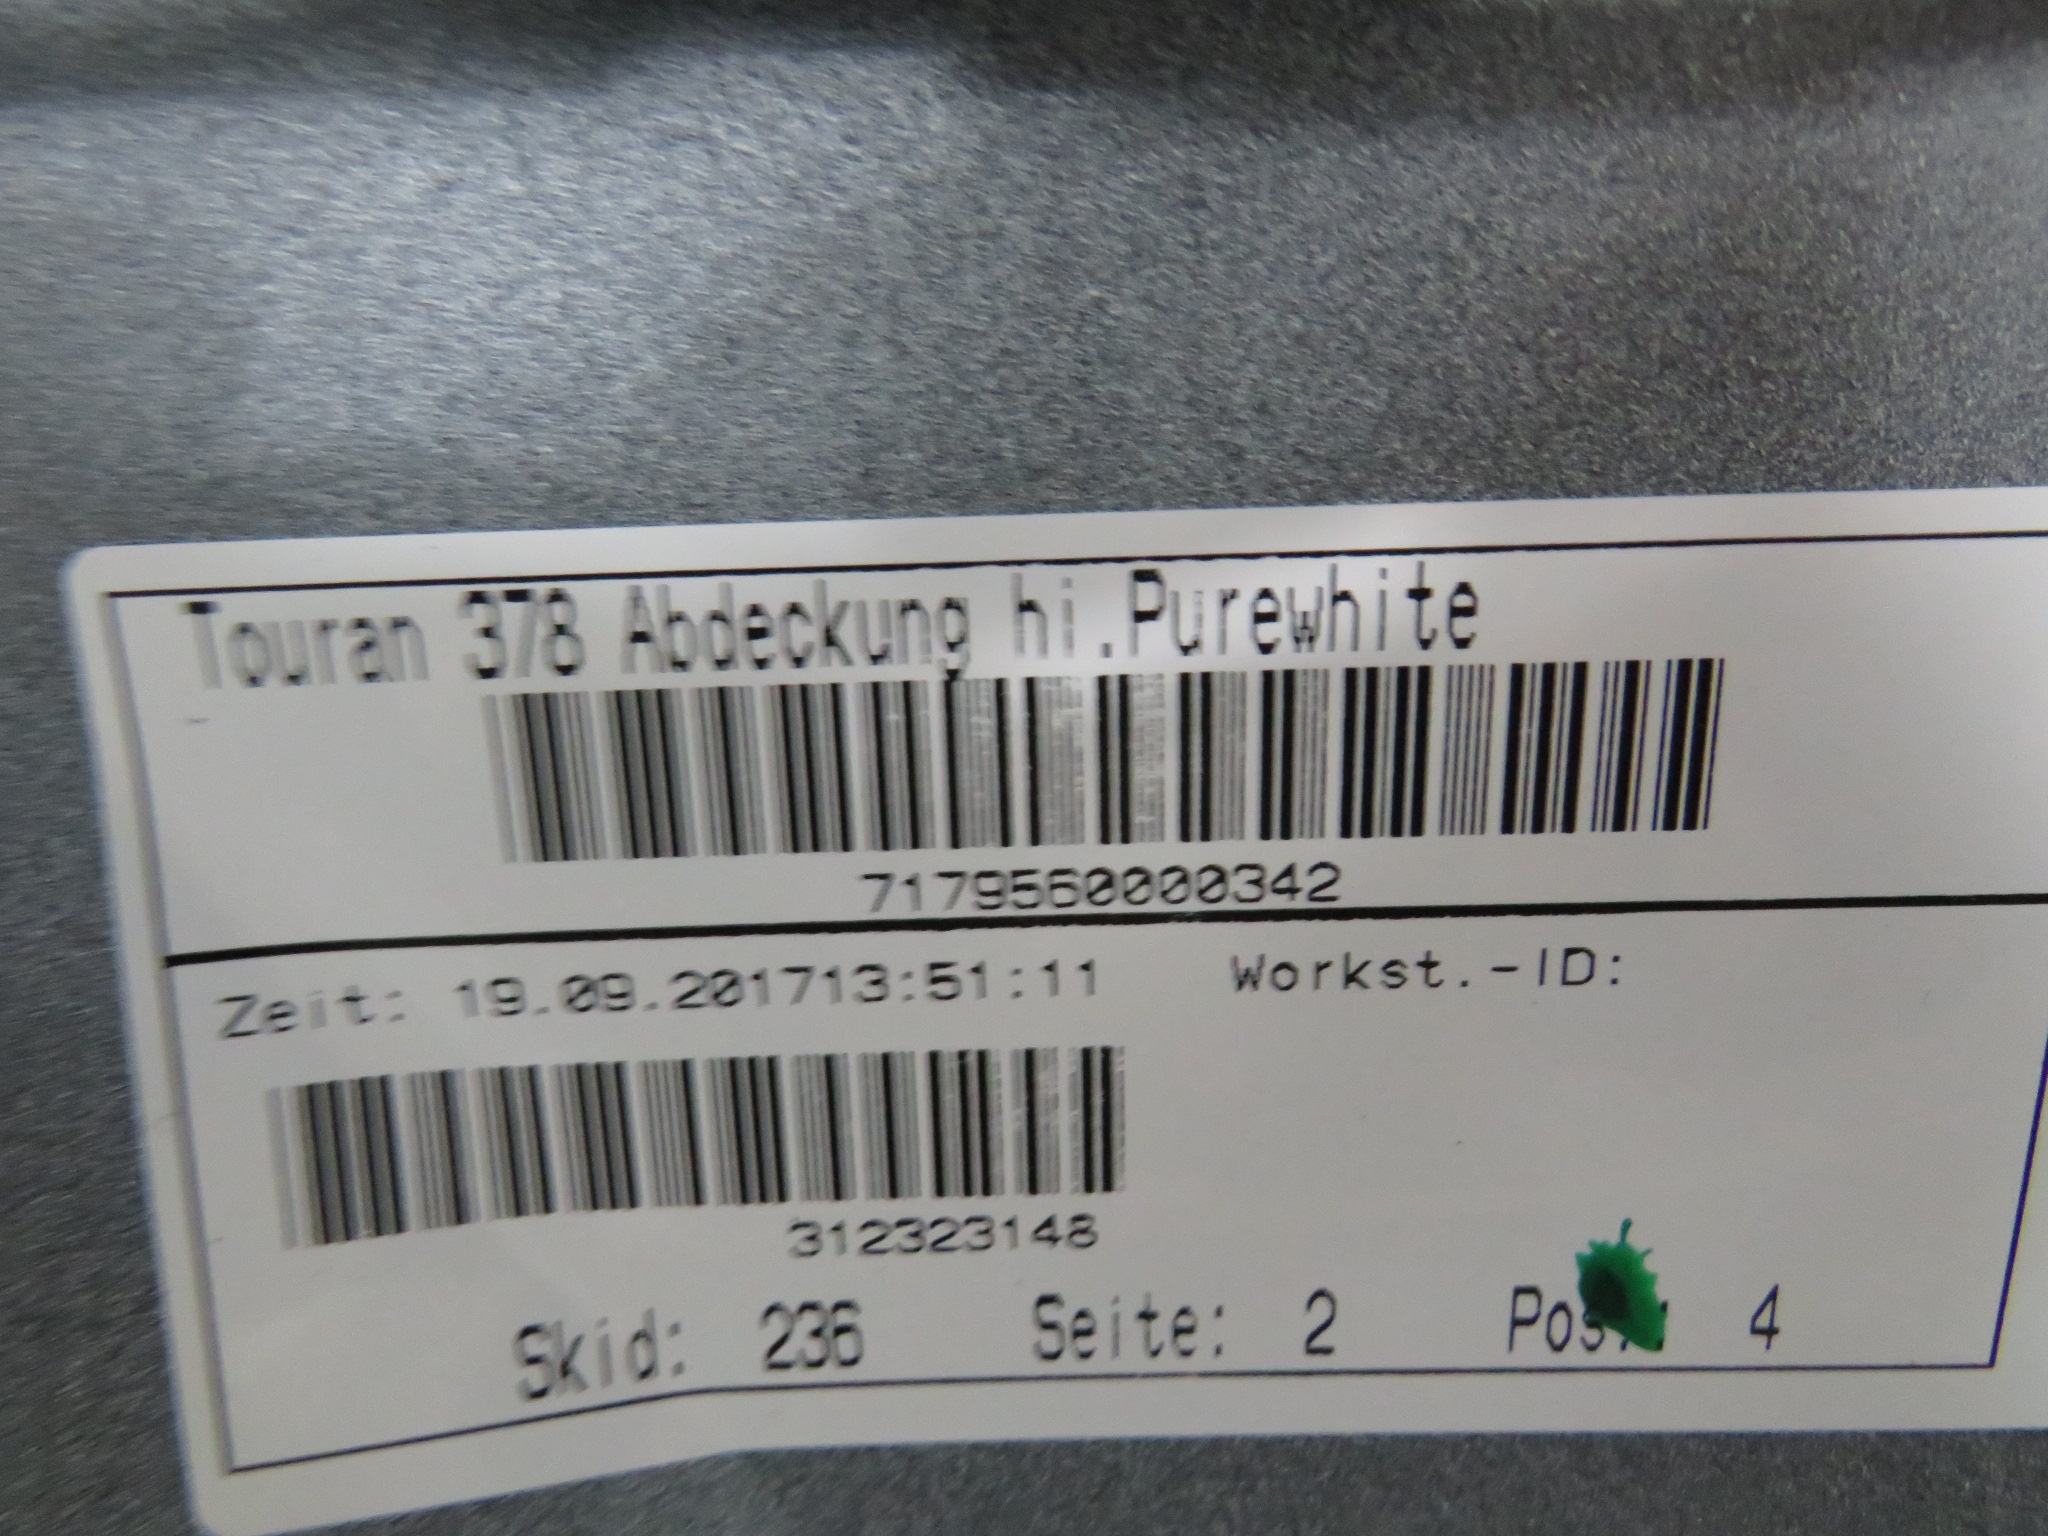 Touran 378 Abdeckung hi.Purewhite
7179560000342
Zeit: 19.09.201713:51:11 Workst.-ID:
312323148
Skid: 236 Seite: 2 Pos.: 4